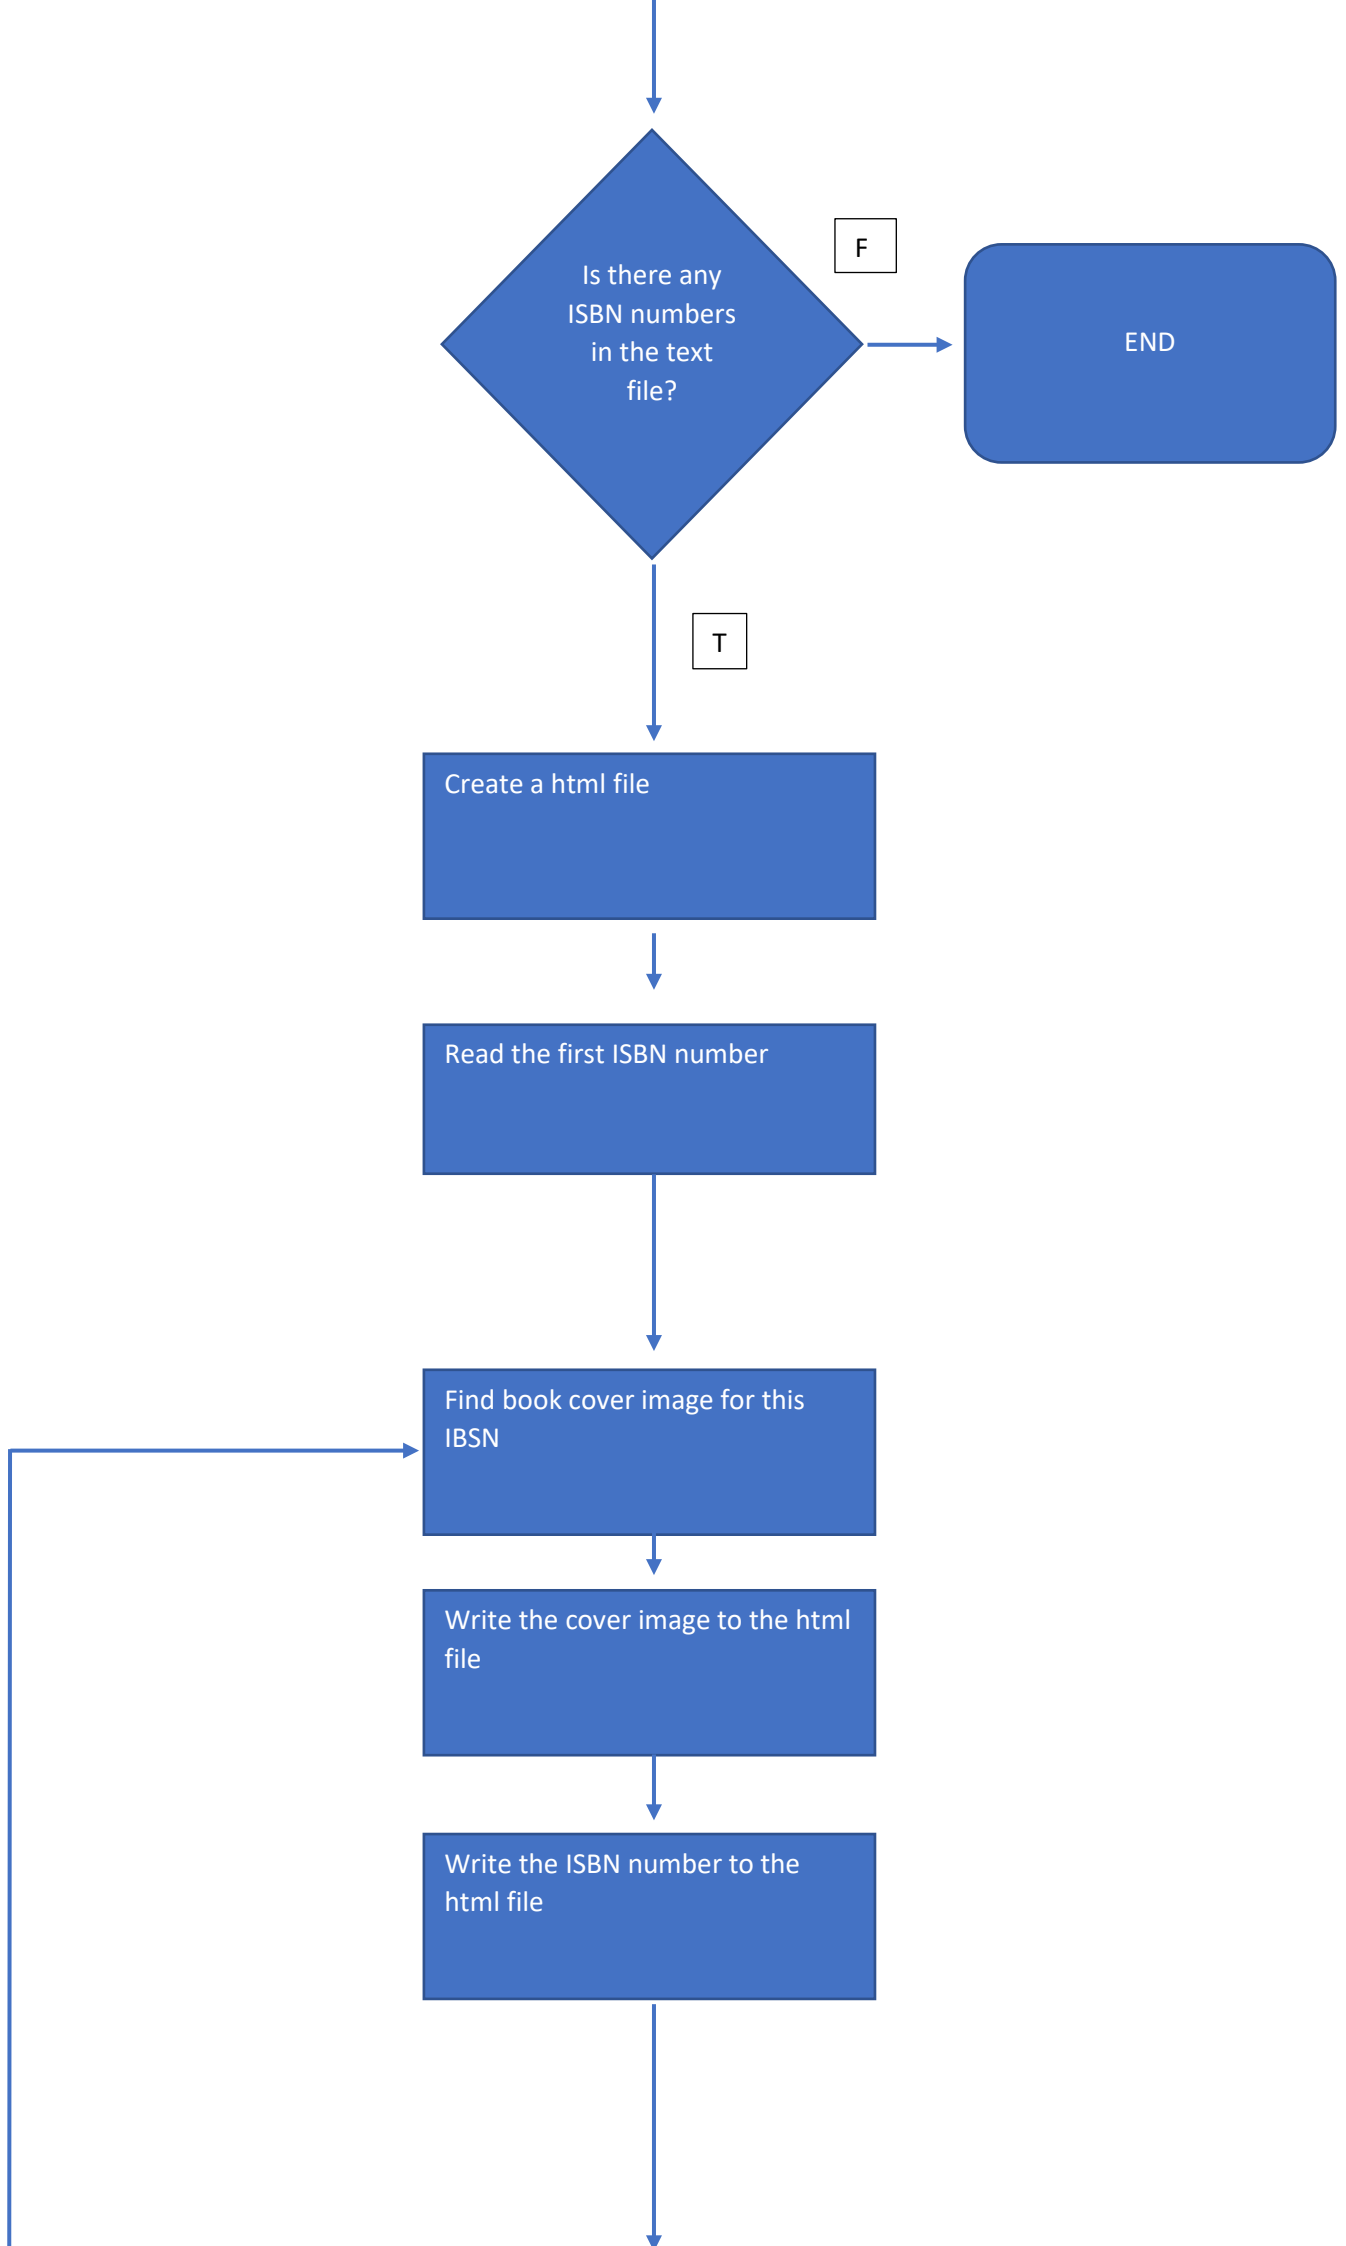 Is there any
ISBN numbers
in the text
file?
F
END
T
Create a html file
Read the first ISBN number
Find book cover image for this
IBSN
Write the cover image to the html
file
Write the ISBN number to the
html file